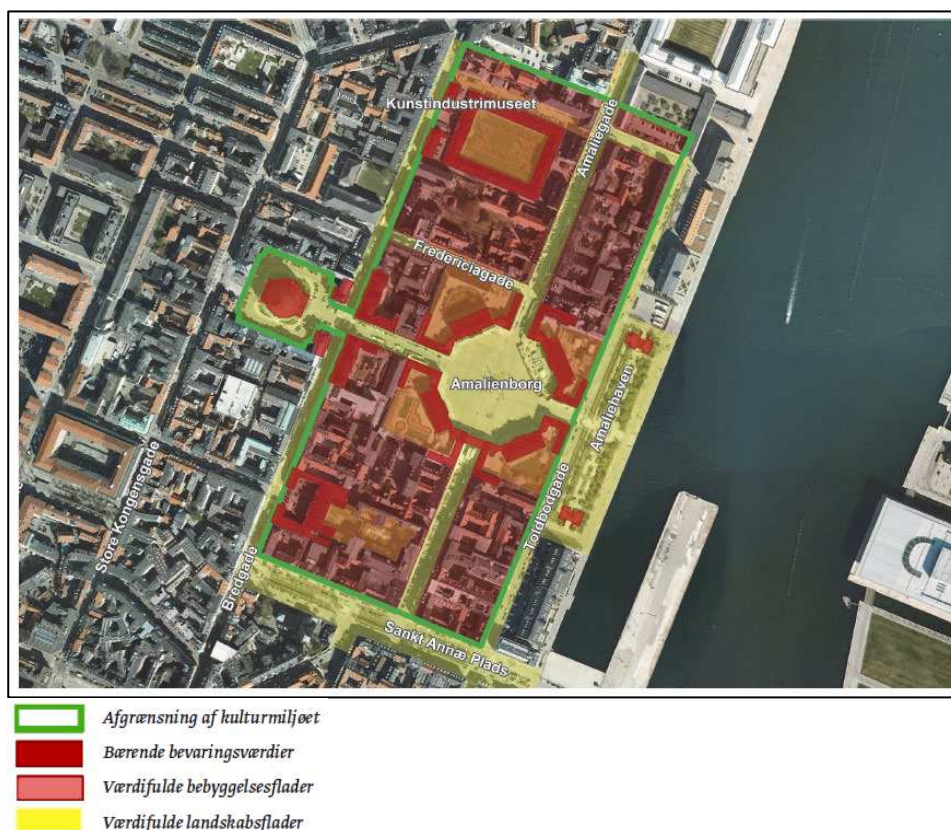 Kunstindustrimuseet
Amaliegade
Fredericiagade
Amalienborg
Amaliehaven
Toldbodgade
Store Kongensgade
Bredgade
Sankt Annæ Plads
Afgrænsning af kulturmiljøet
Bærende bevaringsværdier
Værdifulde bebyggelsesflader
Værdifulde landskabsflader